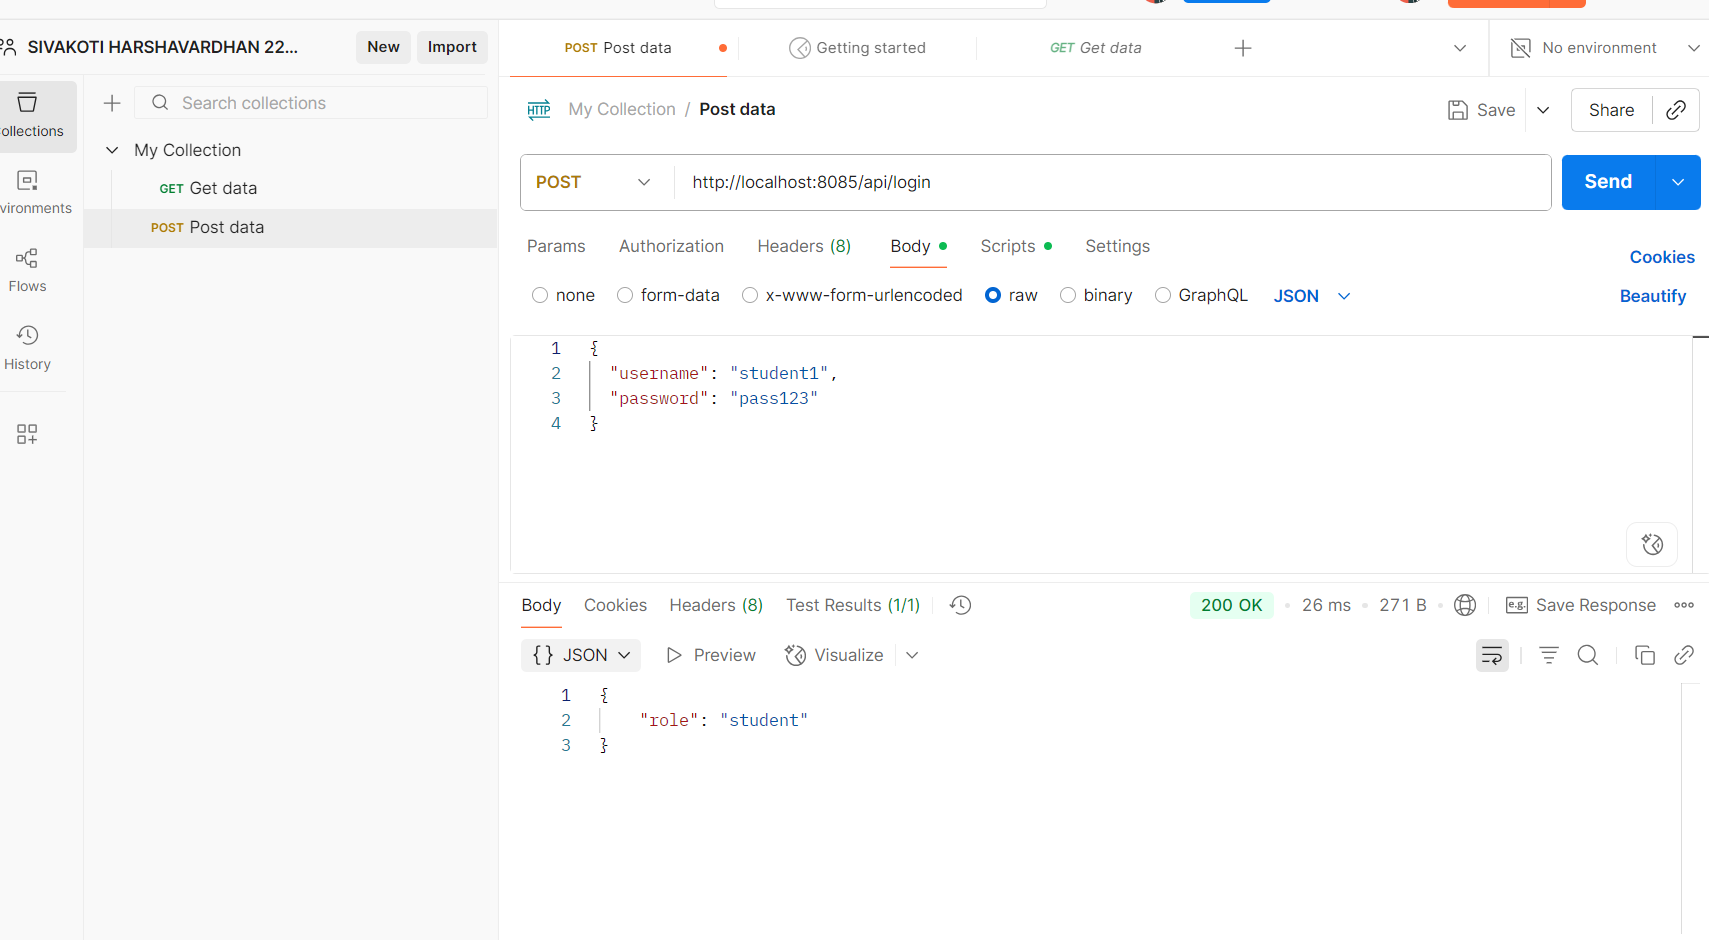 SIVAKOTI HARSHAVARDHAN 22...
New
Import
POST Post data
Getting started
GET Get data
No environment
ollections
vironments
Flows
History
Search collections
My Collection
GET Get data
POST Post data
HTTP
My Collection / Post data
Save
Share
POST
http://localhost:8085/api/login
Send
Params
Authorization
Headers (8)
Body
Scripts
Settings
Cookies
none
form-data
x-www-form-urlencoded
raw
binary
GraphQL
JSON
Beautify
1 {
2 "username": "student1",
3 "password": "pass123"
4 }
Body
Cookies
Headers (8)
Test Results (1/1)
200 OK
26 ms
271 B
e.g.
Save Response
{} JSON
Preview
Visualize
1 {
2 "role": "student"
3 }